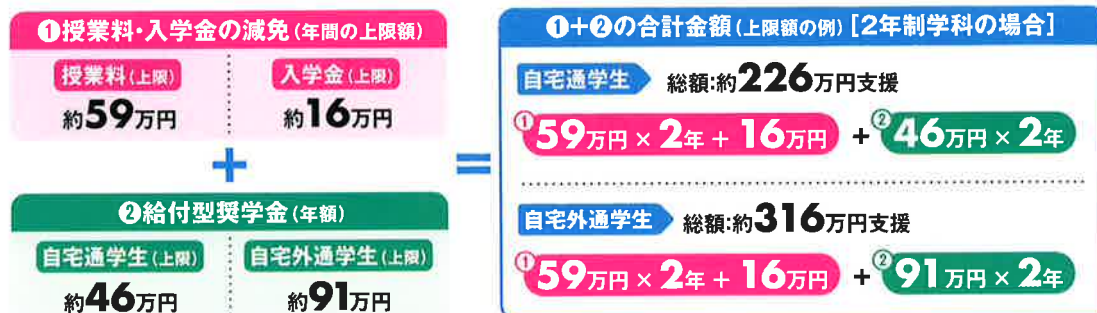 ❶授業料・入学金の減免(年間の上限額)
授業料(上限)
約59万円
入学金(上限)
約16万円
+
❷給付型奨学金(年額)
自宅通学生(上限)
約46万円
自宅外通学生(上限)
約91万円
=
❶+❷の合計金額(上限額の例)[2年制学科の場合]
自宅通学生 総額:約226万円支援
①59万円×2年+16万円 + ②46万円×2年
自宅外通学生 総額:約316万円支援
①59万円×2年+16万円 + ②91万円×2年